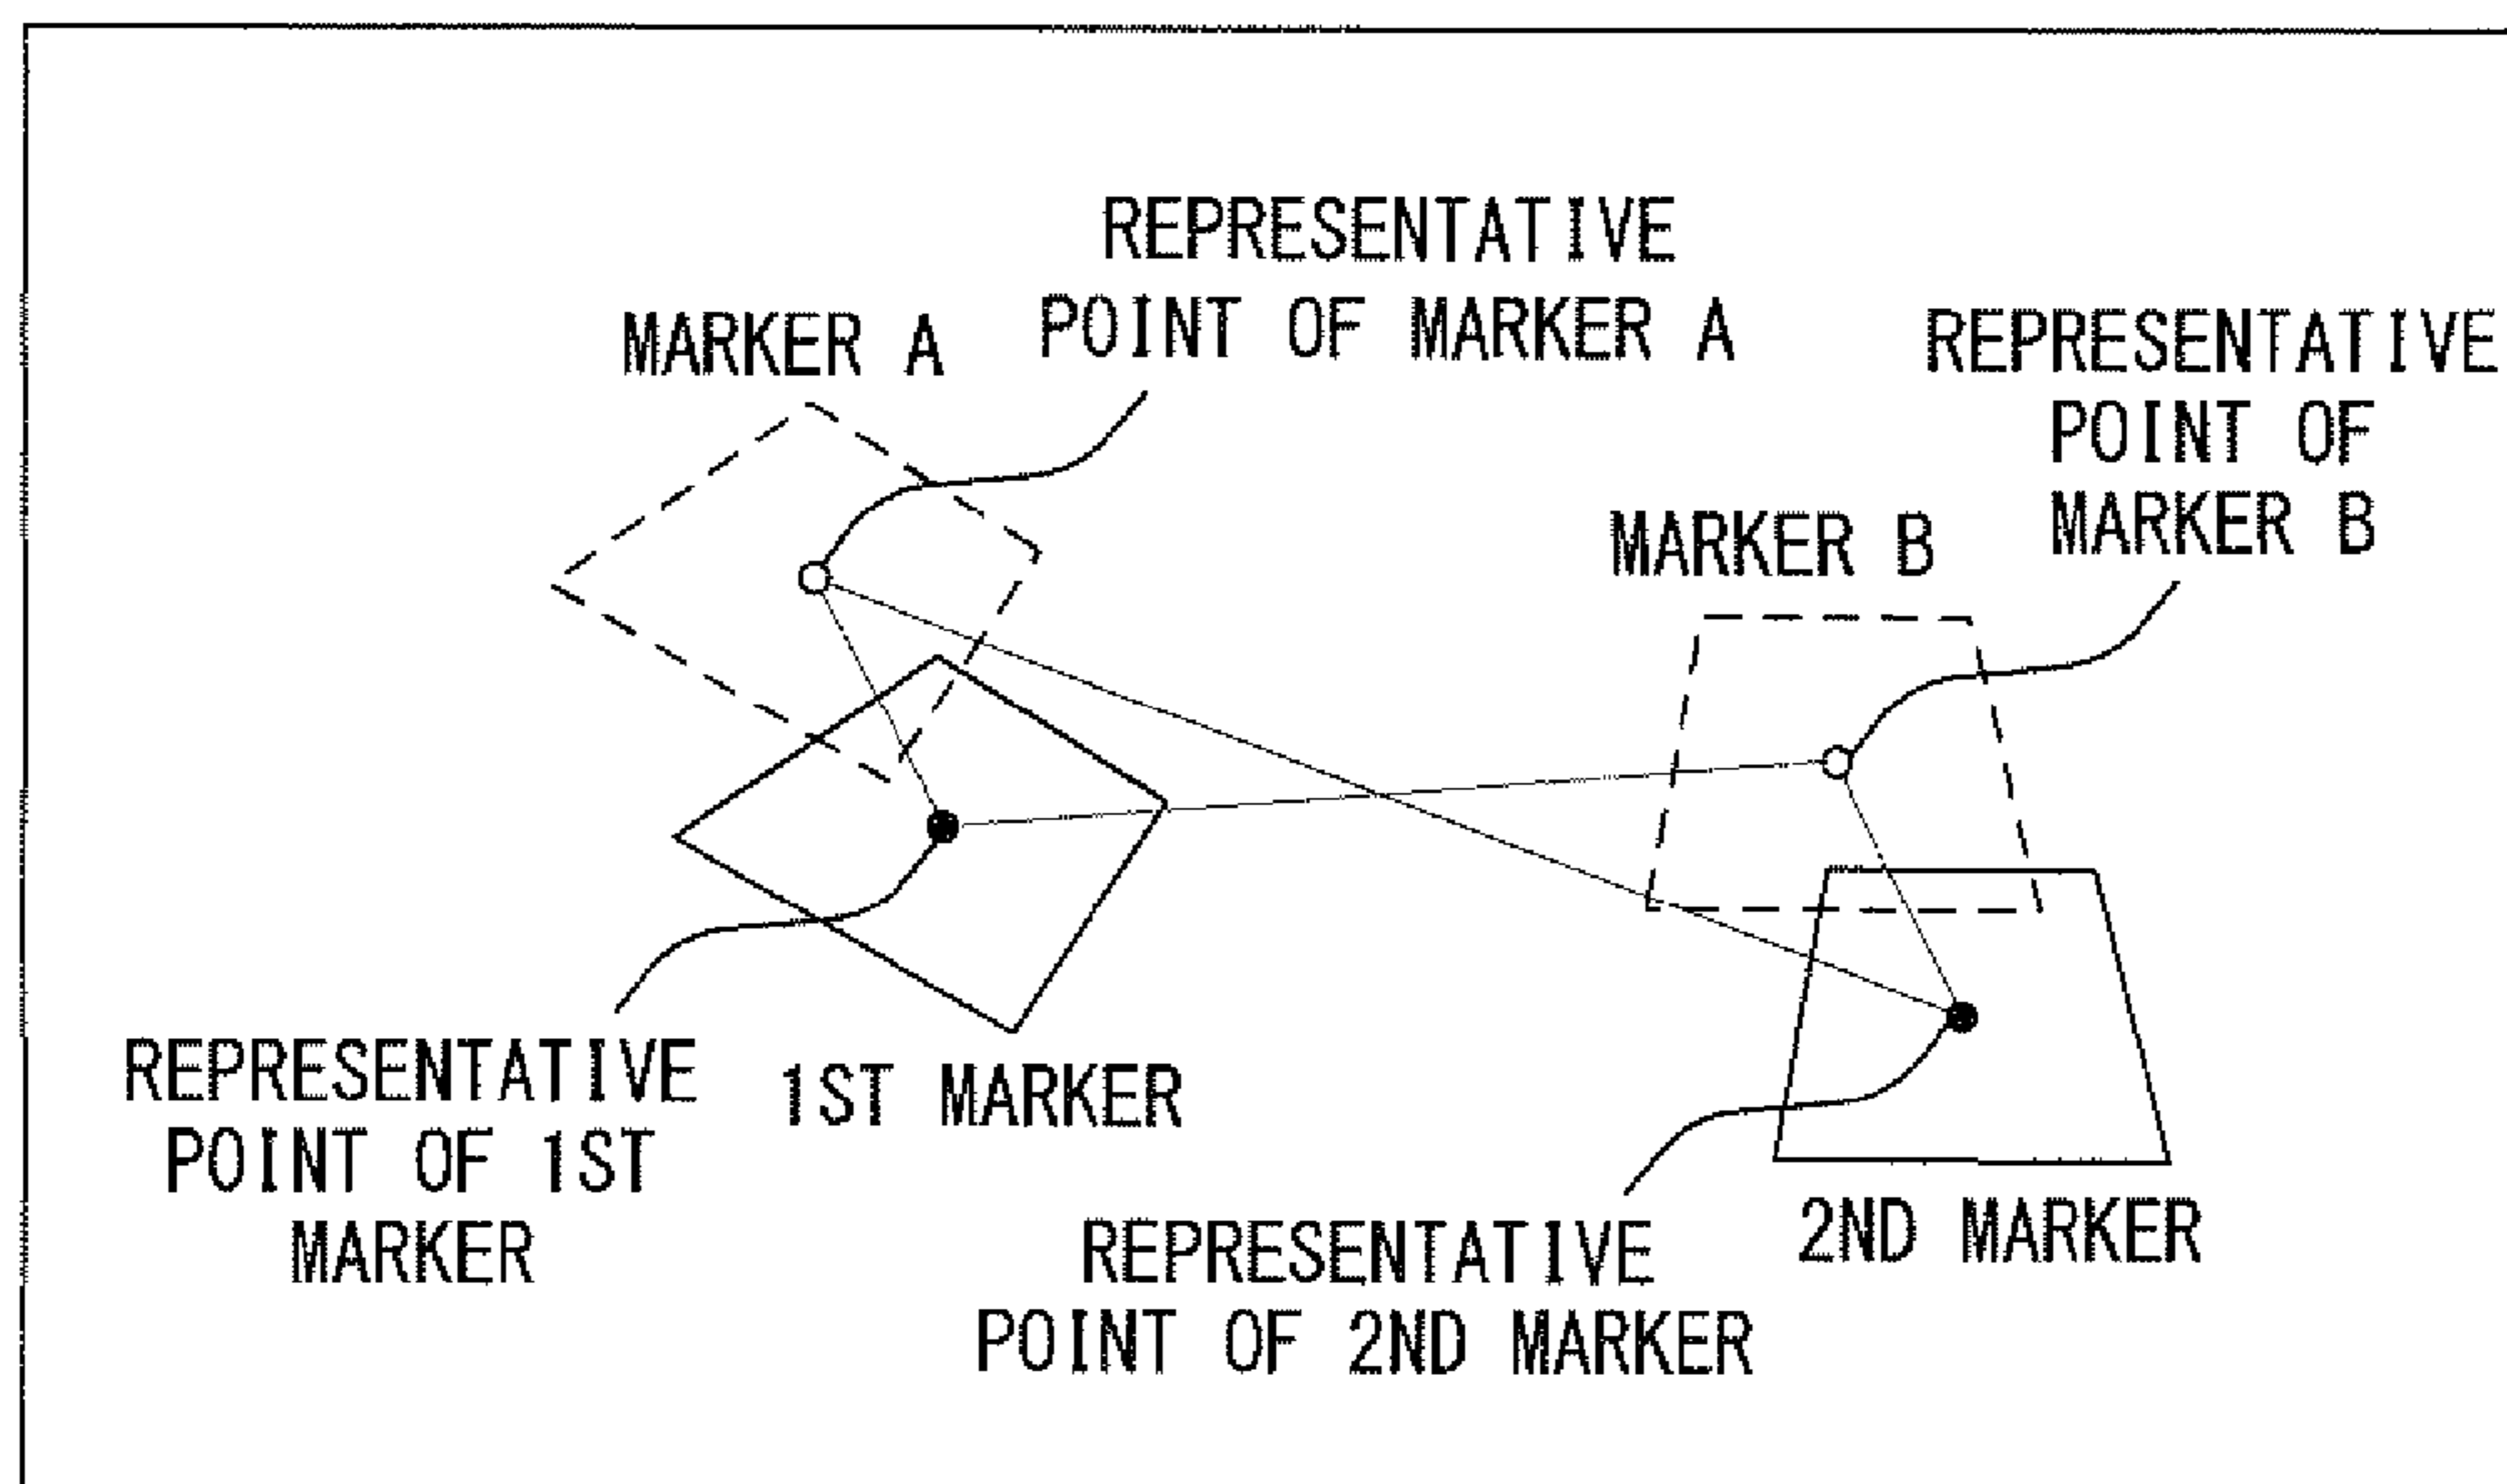 REPRESENTATIVE
POINT OF MARKER A
MARKER A
REPRESENTATIVE
POINT OF
MARKER B
MARKER B
REPRESENTATIVE
POINT OF 1ST
MARKER
1ST MARKER
2ND MARKER
REPRESENTATIVE
POINT OF 2ND MARKER